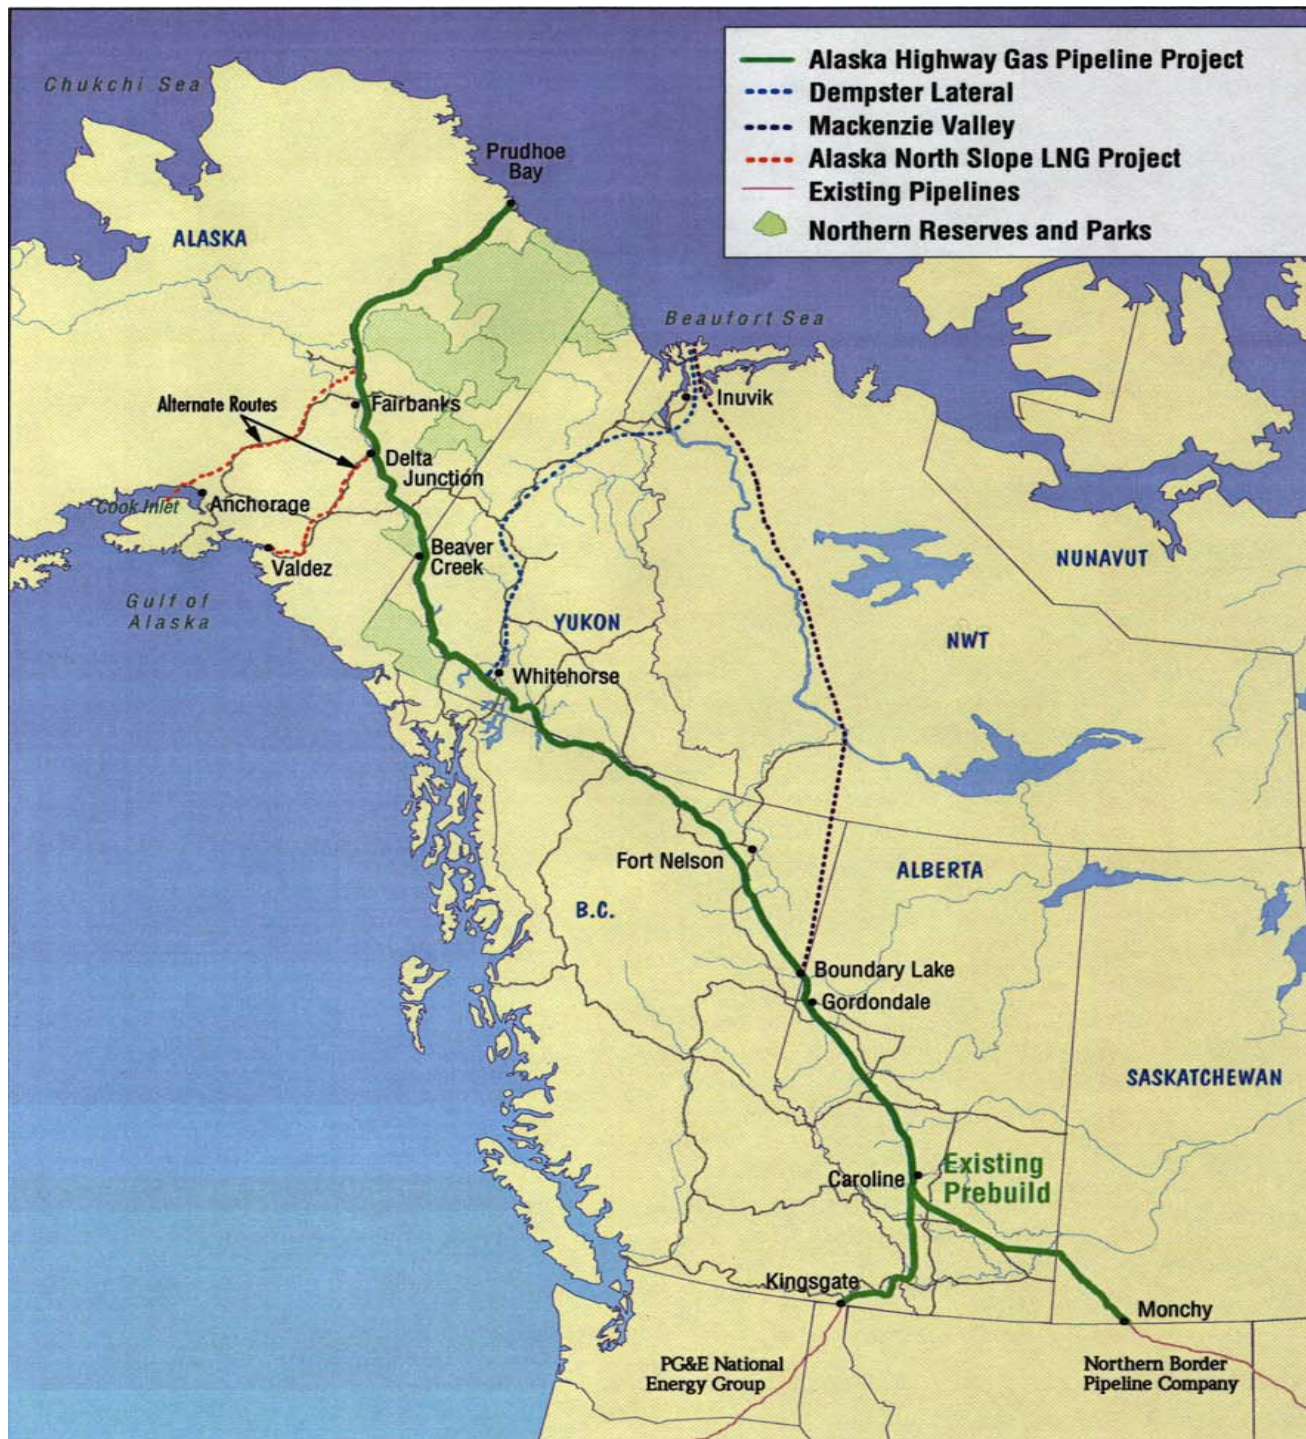 Chukchi Sea
Alaska Highway Gas Pipeline Project
Dempster Lateral
Mackenzie Valley
Alaska North Slope LNG Project
Existing Pipelines
Northern Reserves and Parks
Prudhoe
Bay
ALASKA
Beaufort Sea
Inuvik
Alternate Routes
Fairbanks
Delta
Junction
Cook Inlet
Anchorage
Beaver
Creek
Valdez
NUNAVUT
Gulf of
Alaska
YUKON
NWT
Whitehorse
Fort Nelson
ALBERTA
B.C.
Boundary Lake
Gordondale
SASKATCHEWAN
Existing
Prebuild
Caroline
Kingsgate
Monchy
PG&E National
Energy Group
Northern Border
Pipeline Company